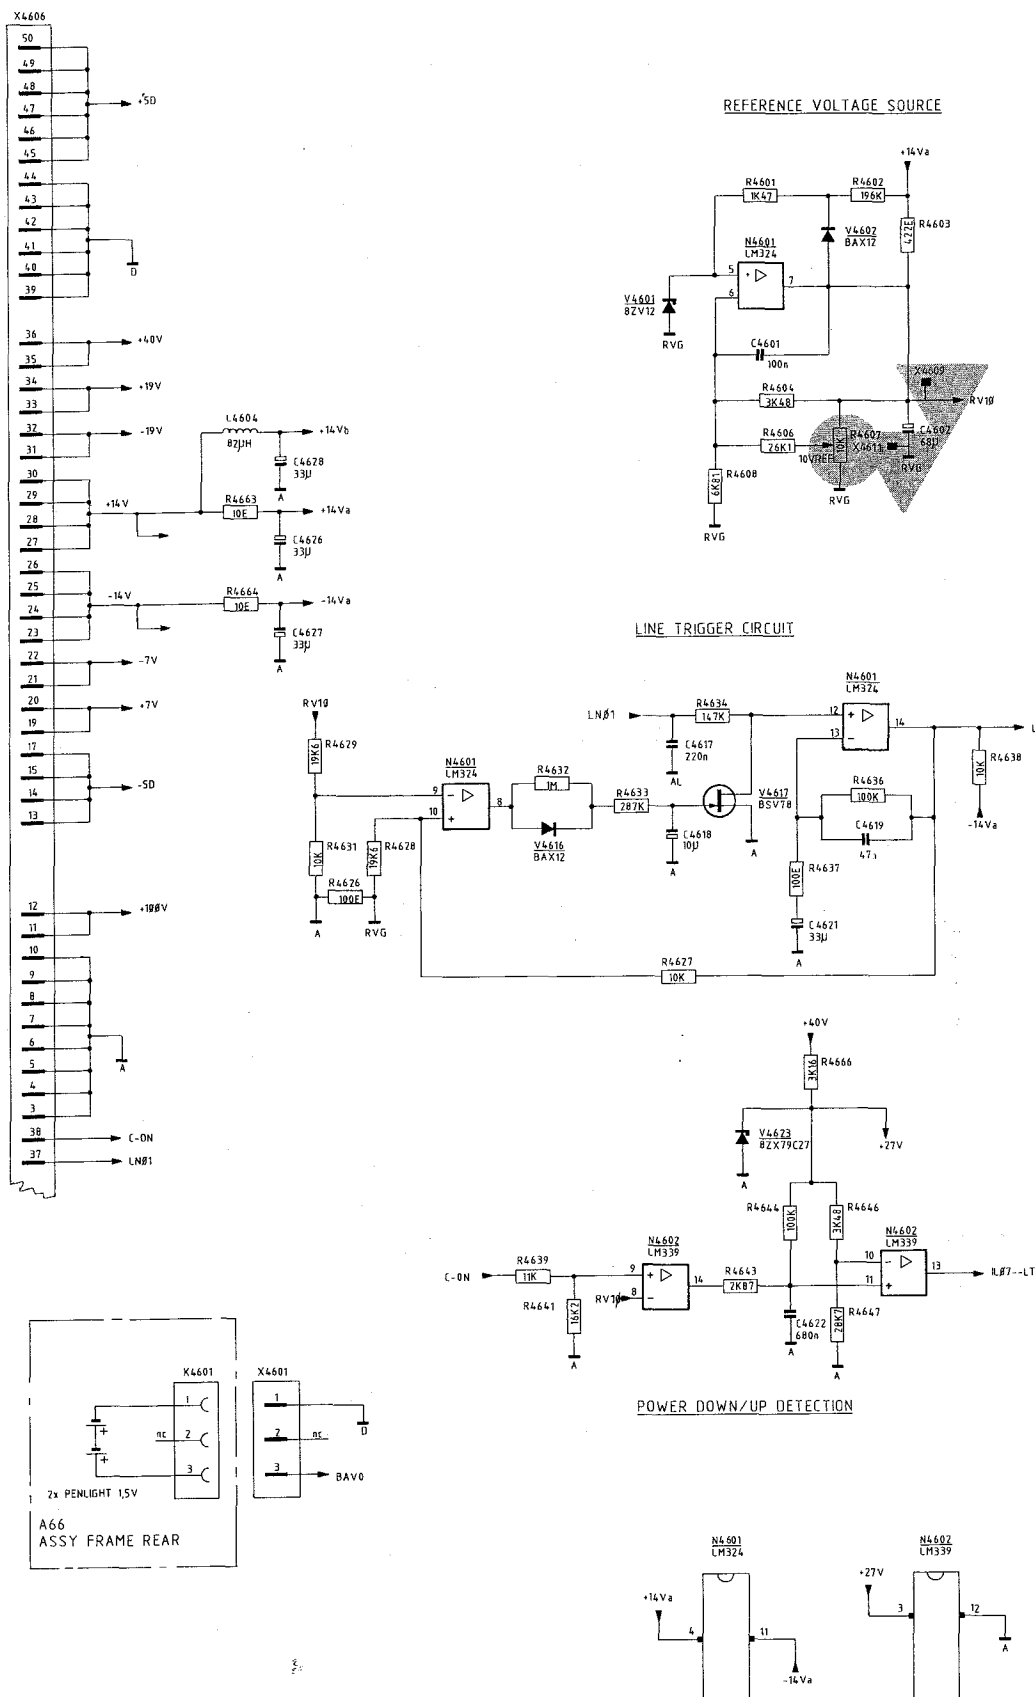 X4606
50
49
48
47
46
45
+5D
44
43
42
41
40
39
D
36
35
+40V
34
33
+19V
32
31
-19V
30
29
28
27
+14V
L4604
82µH
+14Vb
C4628
33µ
A
R4663
10E
+14Va
C4626
33µ
A
26
25
24
23
-14V
R4664
10E
-14Va
C4627
33µ
A
22
21
-7V
20
19
+7V
17
15
14
13
-5D
12
11
+100V
10
9
8
7
6
5
4
3
A
38
C-ON
37
LN01
REFERENCE VOLTAGE SOURCE
+14Va
R4601
1K47
R4602
196K
R4603
422E
V4602
BAX12
N4601
LM324
5
+
6
7
V4601
BZV12
RVG
C4601
100n
R4604
3K48
X4609
RV10
R4606
26K1
10VREF
R4607
10K
X4611
C4602
68µ
RVG
RVG
R4608
6K81
RVG
LINE TRIGGER CIRCUIT
RV10
R4629
19K6
N4601
LM324
9
-
10
+
8
R4631
10K
R4628
19K6
R4626
100E
A
RVG
R4632
1M
V4616
BAX12
R4633
287K
LN01
R4634
147K
C4617
220n
AL
V4617
BSV78
C4618
10µ
A
A
N4601
LM324
12
+
13
-
14
L
R4638
10K
-14Va
R4636
100K
C4619
47n
R4637
100E
C4621
33µ
A
R4627
10K
+40V
R4666
3K16
V4623
BZX79C27
A
+27V
R4644
100K
R4646
3K48
C-ON
R4639
11K
R4641
16K2
A
N4602
LM339
9
+
RV10
8
-
14
R4643
2K87
C4622
680n
A
N4602
LM339
10
-
11
+
13
IL07--LT
R4647
28K7
A
POWER DOWN/UP DETECTION
K4601
1
nc
2
3
+
+
2x PENLIGHT 1,5V
A66
ASSY FRAME REAR
X4601
1
D
2
nc
3
BAV0
N4601
LM324
+14Va
4
11
-14Va
N4602
LM339
+27V
3
12
A